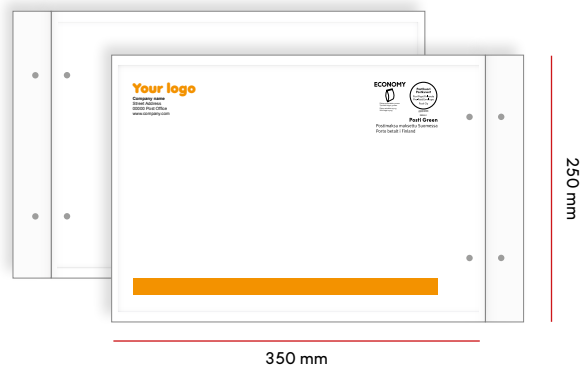 Your logo
Company name
Street Address
00000 Post Office
www.company.com
ECONOMY
Posti Green
Postimaksu maksettu Suomessa
Porto betalt i Finland
250 mm
350 mm